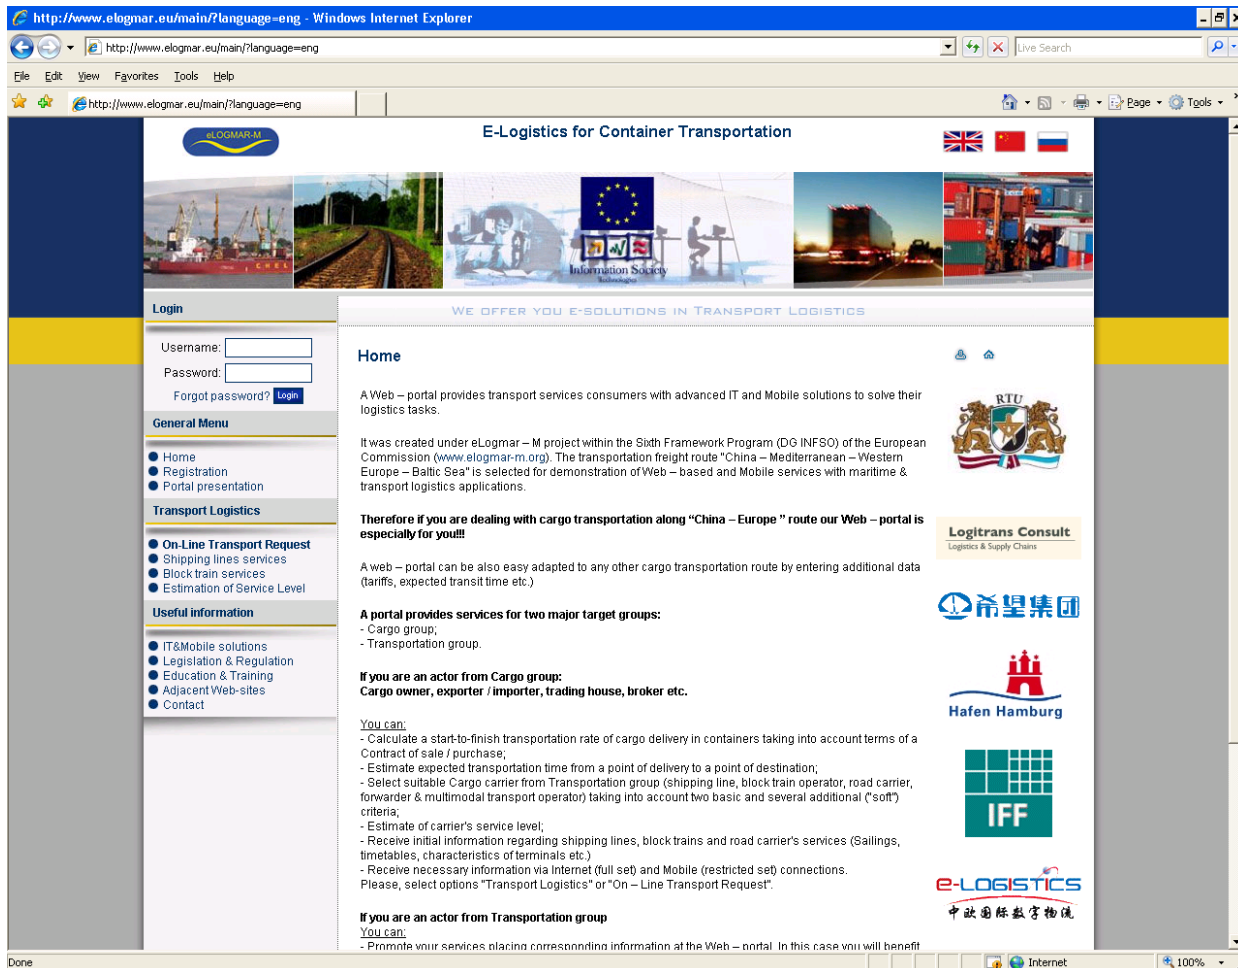 http://www.elogmar.eu/main/?language=eng - Windows Internet Explorer
http://www.elogmar.eu/main/?language=eng
Live Search
File Edit View Favorites Tools Help
http://www.elogmar.eu/main/?language=eng
Page Tools
eLOGMAR-M
E-Logistics for Container Transportation
CHEL
Information Society
Technologies
Login
WE OFFER YOU E-SOLUTIONS IN TRANSPORT LOGISTICS
Username:
Password:
Forgot password? Login
General Menu
Home
Registration
Portal presentation
Transport Logistics
On-Line Transport Request
Shipping lines services
Block train services
Estimation of Service Level
Useful information
IT&Mobile solutions
Legislation & Regulation
Education & Training
Adjacent Web-sites
Contact
Home
A Web – portal provides transport services consumers with advanced IT and Mobile solutions to solve their
logistics tasks.
It was created under eLogmar – M project within the Sixth Framework Program (DG INFSO) of the European
Commission (www.elogmar-m.org). The transportation freight route "China – Mediterranean – Western
Europe – Baltic Sea" is selected for demonstration of Web – based and Mobile services with maritime &
transport logistics applications.
Therefore if you are dealing with cargo transportation along “China – Europe ” route our Web – portal is
especially for you!!!
A web – portal can be also easy adapted to any other cargo transportation route by entering additional data
(tariffs, expected transit time etc.)
A portal provides services for two major target groups:
- Cargo group;
- Transportation group.
If you are an actor from Cargo group:
Cargo owner, exporter / importer, trading house, broker etc.
You can:
- Calculate a start-to-finish transportation rate of cargo delivery in containers taking into account terms of a
Contract of sale / purchase;
- Estimate expected transportation time from a point of delivery to a point of destination;
- Select suitable Cargo carrier from Transportation group (shipping line, block train operator, road carrier,
forwarder & multimodal transport operator) taking into account two basic and several additional ("soft")
criteria;
- Estimate of carrier's service level;
- Receive initial information regarding shipping lines, block trains and road carrier's services (Sailings,
timetables, characteristics of terminals etc.)
- Receive necessary information via Internet (full set) and Mobile (restricted set) connections.
Please, select options "Transport Logistics" or "On – Line Transport Request".
If you are an actor from Transportation group
You can:
- Promote your services placing corresponding information at the Web – portal. In this case you will benefit
RTU
Logitrans Consult
Logistics & Supply Chains
希望集团
Hafen Hamburg
IFF
E-LOGISTICS
中欧国际数字物流
Done
Internet
100%